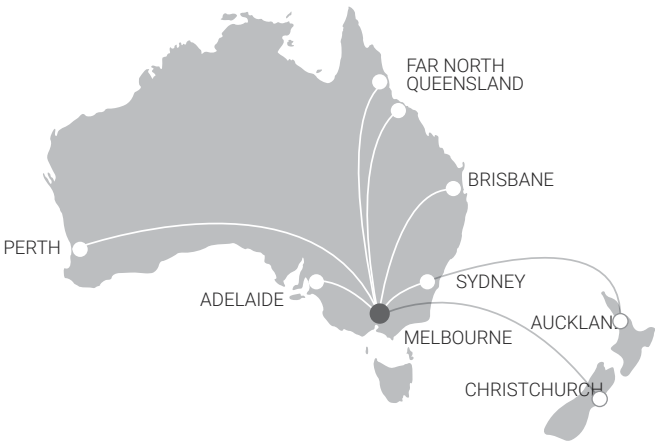 FAR NORTH
QUEENSLAND
BRISBANE
PERTH
SYDNEY
ADELAIDE
AUCKLAN
MELBOURNE
CHRISTCHURCH